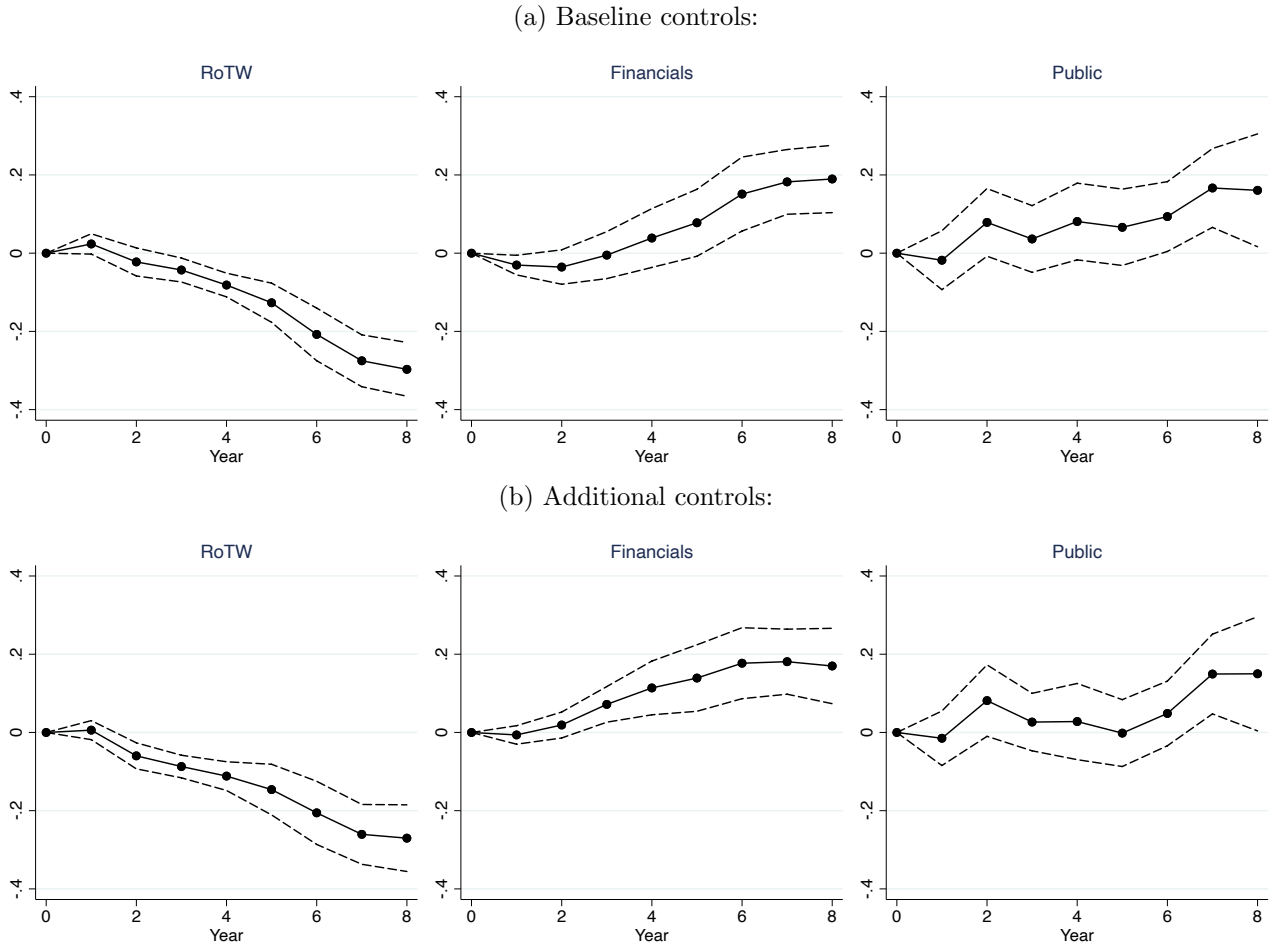 (a) Baseline controls:
RoTW Financials Public
.4 .4 .4
.2 .2 .2
0 0 0
-.2 -.2 -.2
-.4 -.4 -.4
0 2 4 6 8 0 2 4 6 8 0 2 4 6 8
Year Year Year
(b) Additional controls:
RoTW Financials Public
.4 .4 .4
.2 .2 .2
0 0 0
-.2 -.2 -.2
-.4 -.4 -.4
0 2 4 6 8 0 2 4 6 8 0 2 4 6 8
Year Year Year